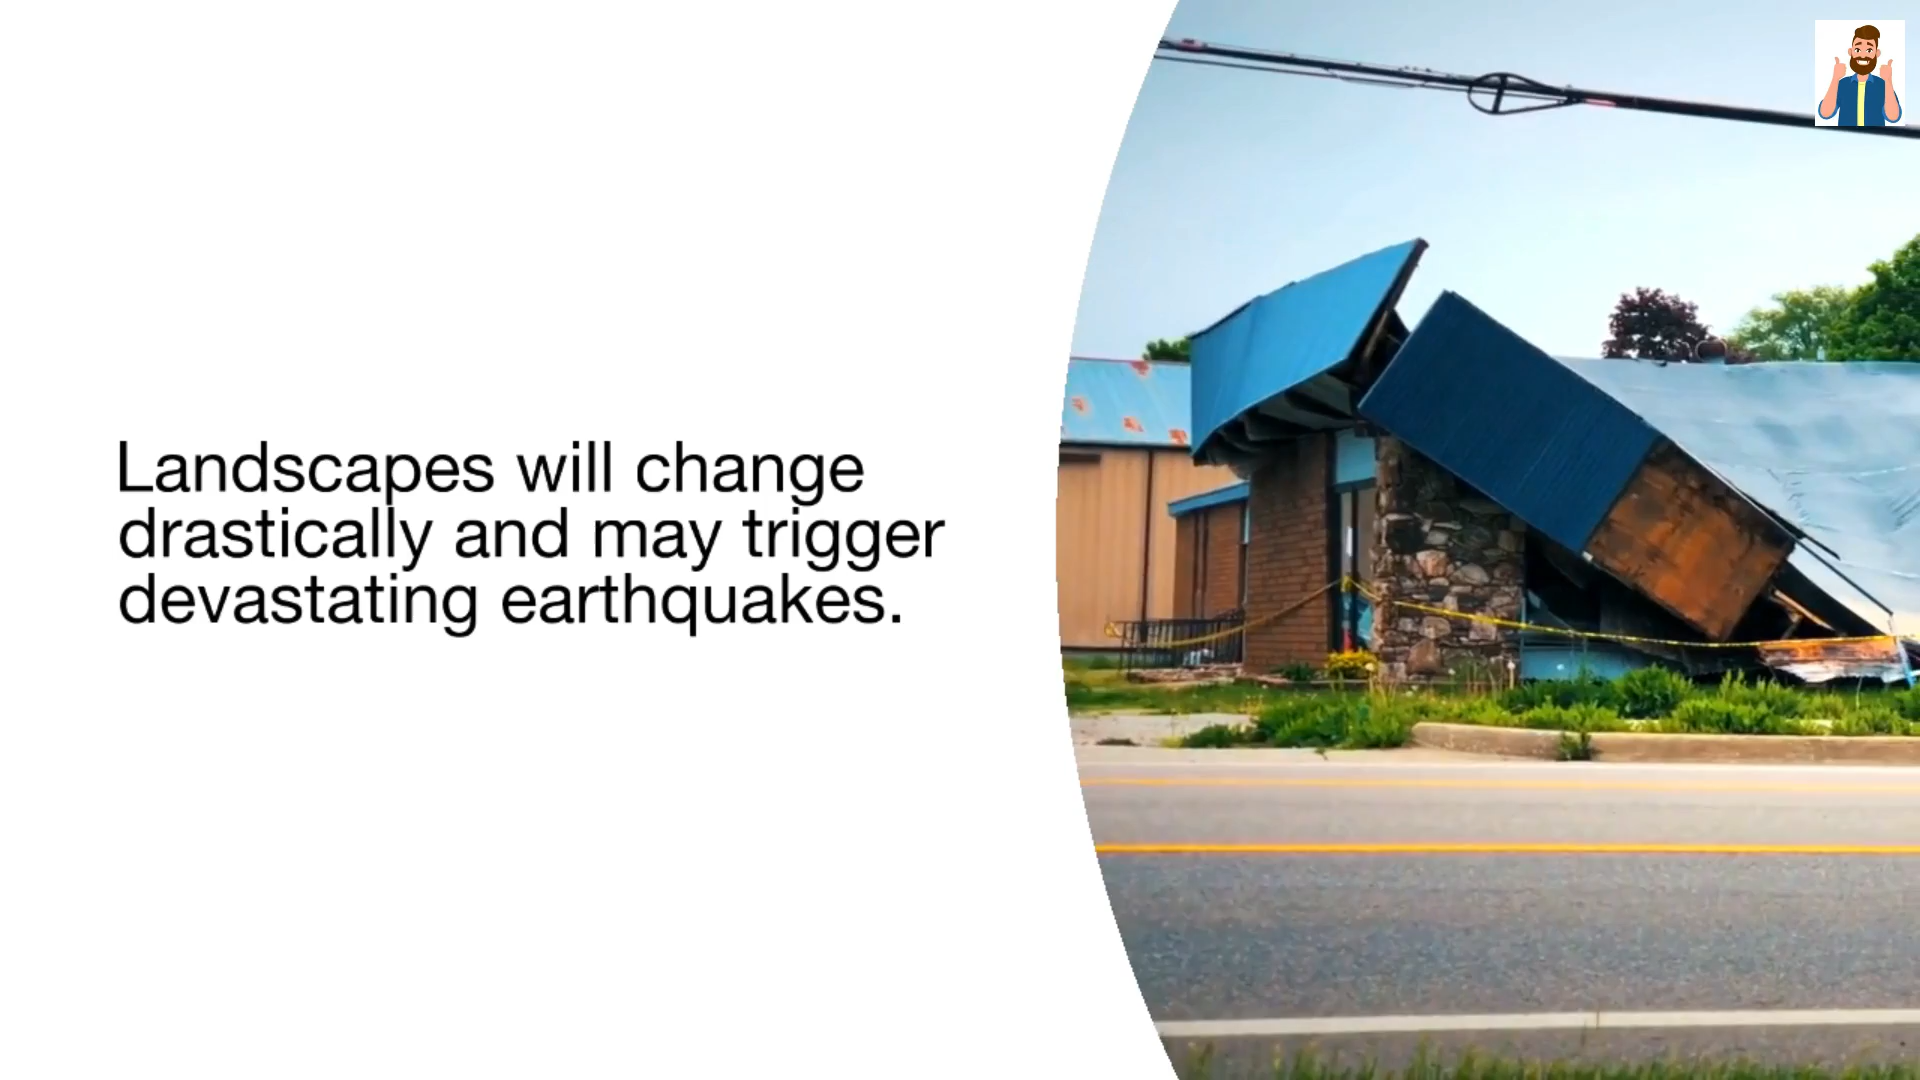 Landscapes will change
drastically and may trigger
devastating earthquakes.